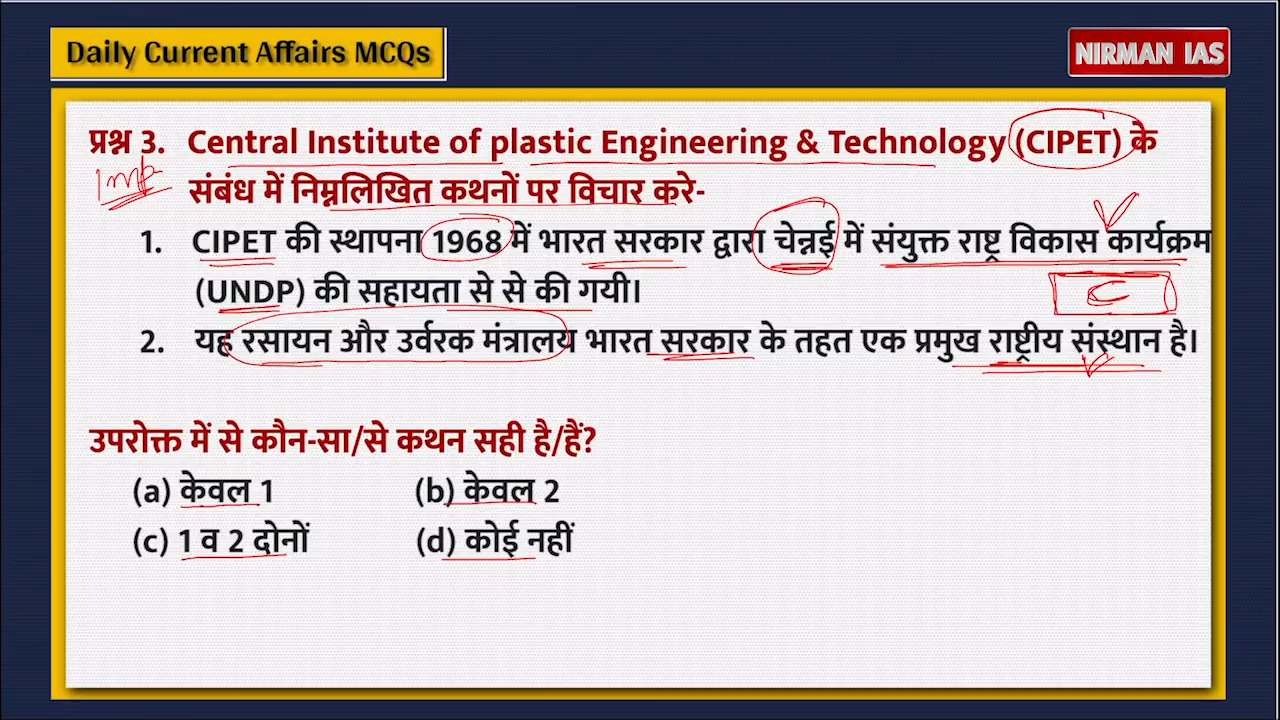 Daily Current Affairs MCQs
NIRMAN IAS
प्रश्न 3. Central Institute of plastic Engineering & Technology (CIPET) के
Imp
संबंध में निम्नलिखित कथनों पर विचार करे-
1. CIPET की स्थापना 1968 में भारत सरकार द्वारा चेन्नई में संयुक्त राष्ट्र विकास कार्यक्रम
(UNDP) की सहायता से से की गयी।
C
2. यह रसायन और उर्वरक मंत्रालय भारत सरकार के तहत एक प्रमुख राष्ट्रीय संस्थान है।
उपरोक्त में से कौन-सा/से कथन सही है/हैं?
(a) केवल 1 (b) केवल 2
(c) 1 व 2 दोनों (d) कोई नहीं